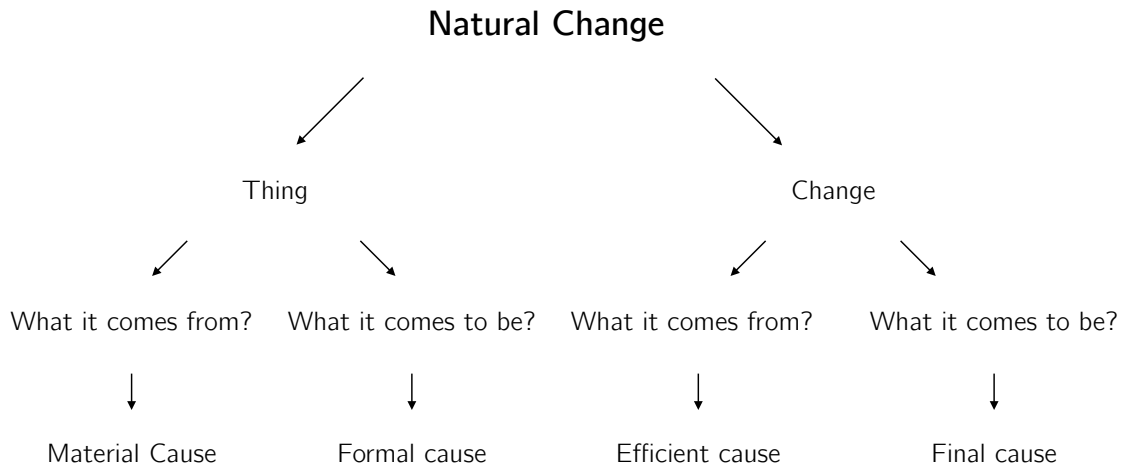 Natural Change
Thing
Change
What it comes from?
What it comes to be?
What it comes from?
What it comes to be?
Material Cause
Formal cause
Efficient cause
Final cause